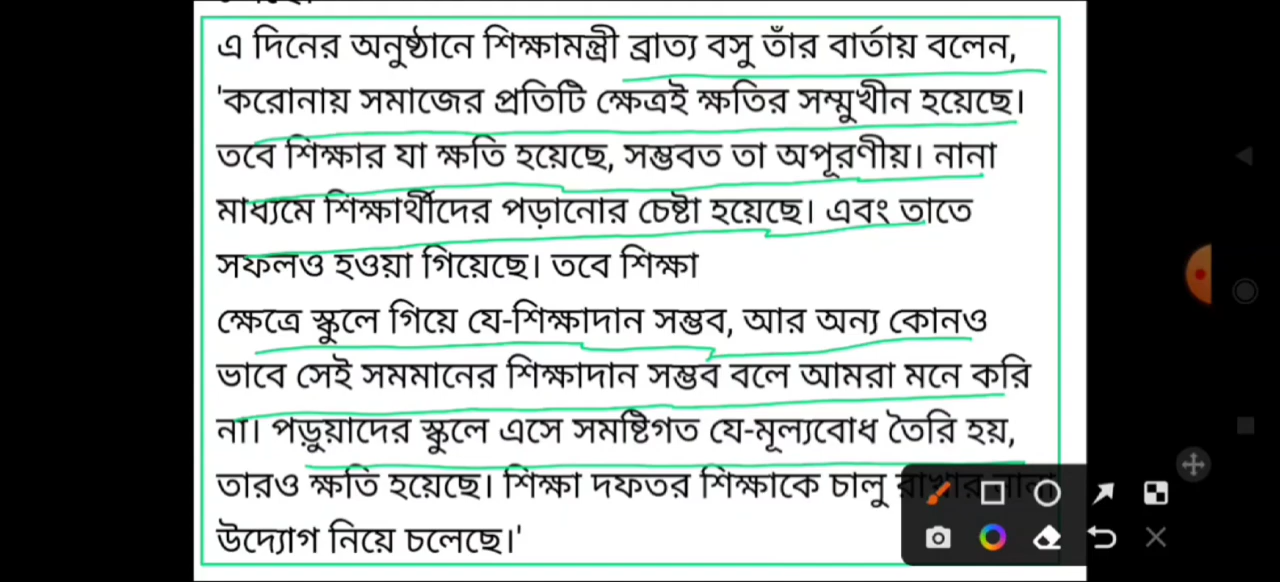 এ দিনের অনুষ্ঠানে শিক্ষামন্ত্রী ব্রাত্য বসু তাঁর বার্তায় বলেন,
'করোনায় সমাজের প্রতিটি ক্ষেত্রই ক্ষতির সম্মুখীন হয়েছে।
তবে শিক্ষার যা ক্ষতি হয়েছে, সম্ভবত তা অপূরণীয়। নানা
মাধ্যমে শিক্ষার্থীদের পড়ানোর চেষ্টা হয়েছে। এবং তাতে
সফলও হওয়া গিয়েছে। তবে শিক্ষা
ক্ষেত্রে স্কুলে গিয়ে যে-শিক্ষাদান সম্ভব, আর অন্য কোনও
ভাবে সেই সমমানের শিক্ষাদান সম্ভব বলে আমরা মনে করি
না। পড়ুয়াদের স্কুলে এসে সমষ্টিগত যে-মূল্যবোধ তৈরি হয়,
তারও ক্ষতি হয়েছে। শিক্ষা দফতর শিক্ষাকে চালু রাখার নানা
উদ্যোগ নিয়ে চলেছে।'